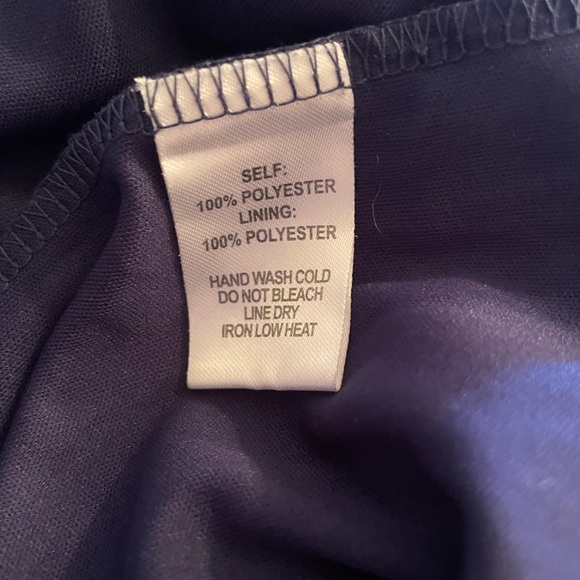 SELF:
100% POLYESTER
LINING:
100% POLYESTER
HAND WASH COLD
DO NOT BLEACH
LINE DRY
IRON LOW HEAT